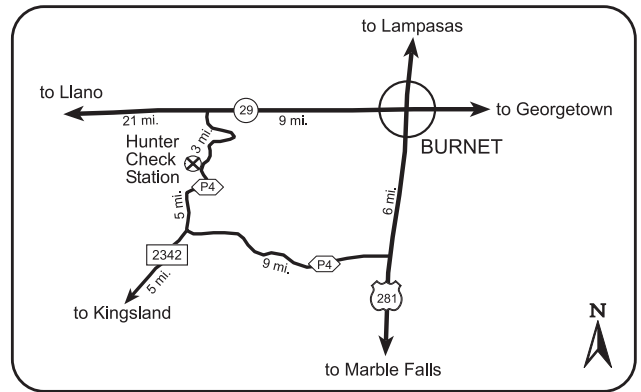 to Lampasas
to Llano
29
to Georgetown
21 mi.
9 mi.
BURNET
3 mi.
Hunter
Check
Station
P4
5 mi.
6 mi.
2342
9 mi.
P4
5 mi.
281
to Kingsland
N
to Marble Falls